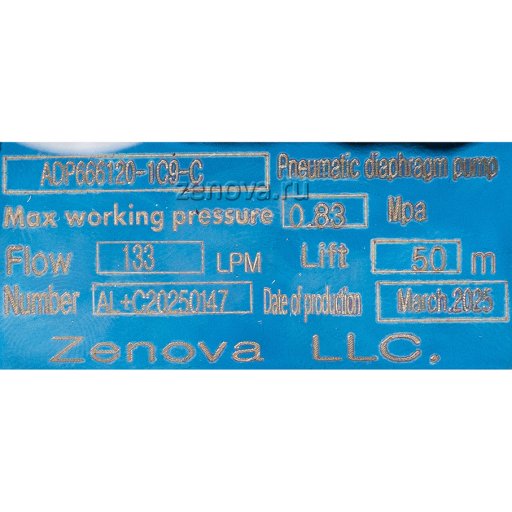 ADP666120-1C9-C Pneumatic diaphragm pump
zenova.ru
Max working pressure 0.83 Mpa
Flow 133 LPM Lift 50 m
Number AL+C20250147 Date of production March.2025
Zenova LLC.